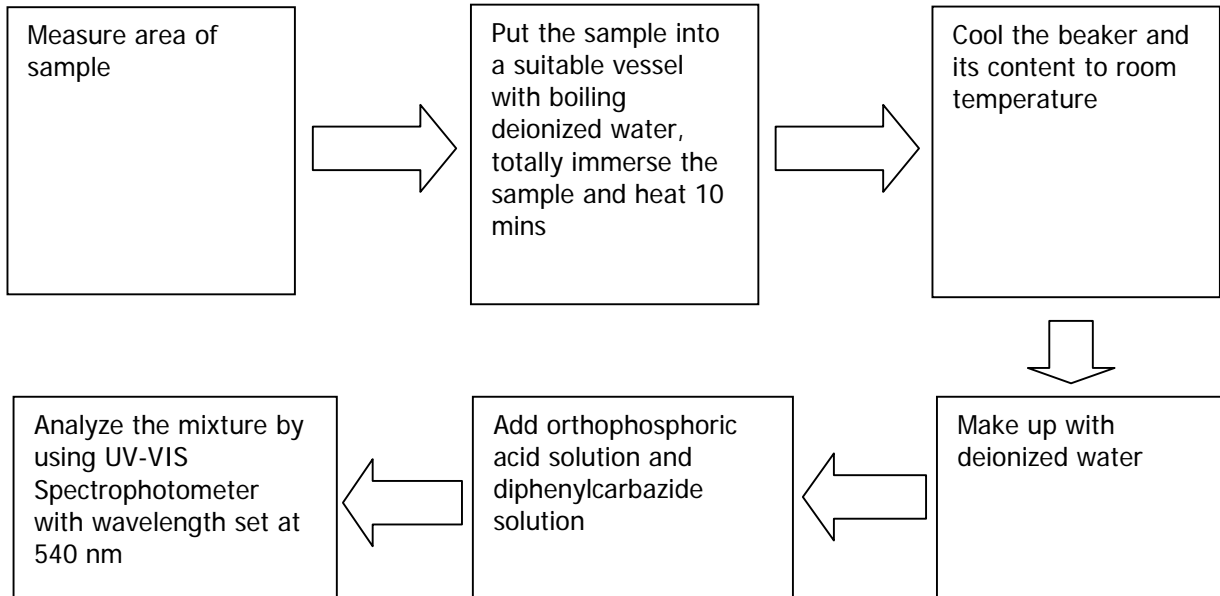 Measure area of
sample
Put the sample into
a suitable vessel
with boiling
deionized water,
totally immerse the
sample and heat 10
mins
Cool the beaker and
its content to room
temperature
Make up with
deionized water
Add orthophosphoric
acid solution and
diphenylcarbazide
solution
Analyze the mixture by
using UV-VIS
Spectrophotometer
with wavelength set at
540 nm